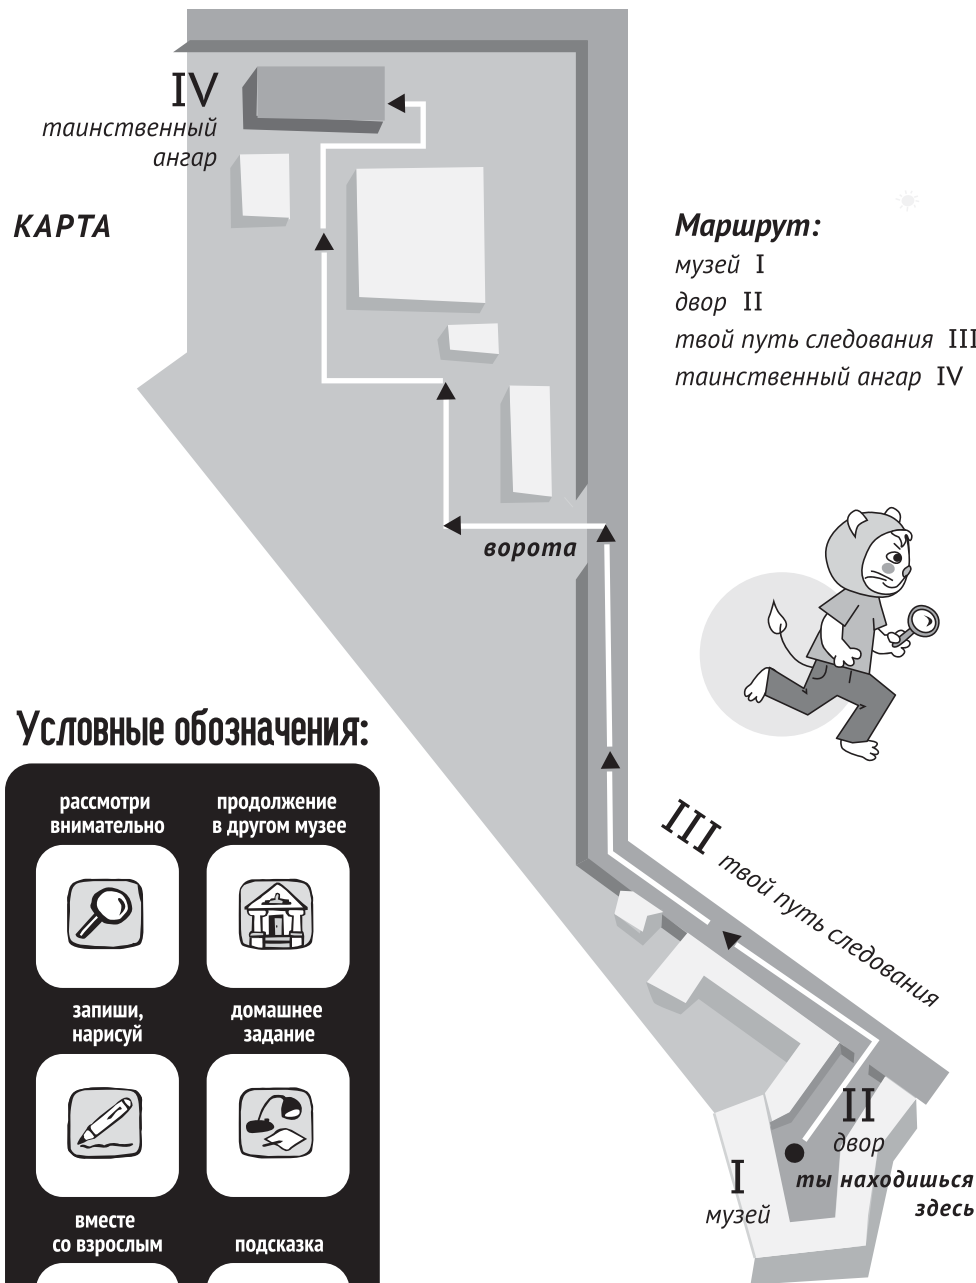 IV
таинственный
ангар
КАРТА
Маршрут:
музей I
двор II
твой путь следования III
таинственный ангар IV
ворота
Условные обозначения:
рассмотри
внимательно
продолжение
в другом музее
запиши,
нарисуй
домашнее
задание
вместе
со взрослым
подсказка
III твой путь следования
II
двор
ты находишься
здесь
I
музей